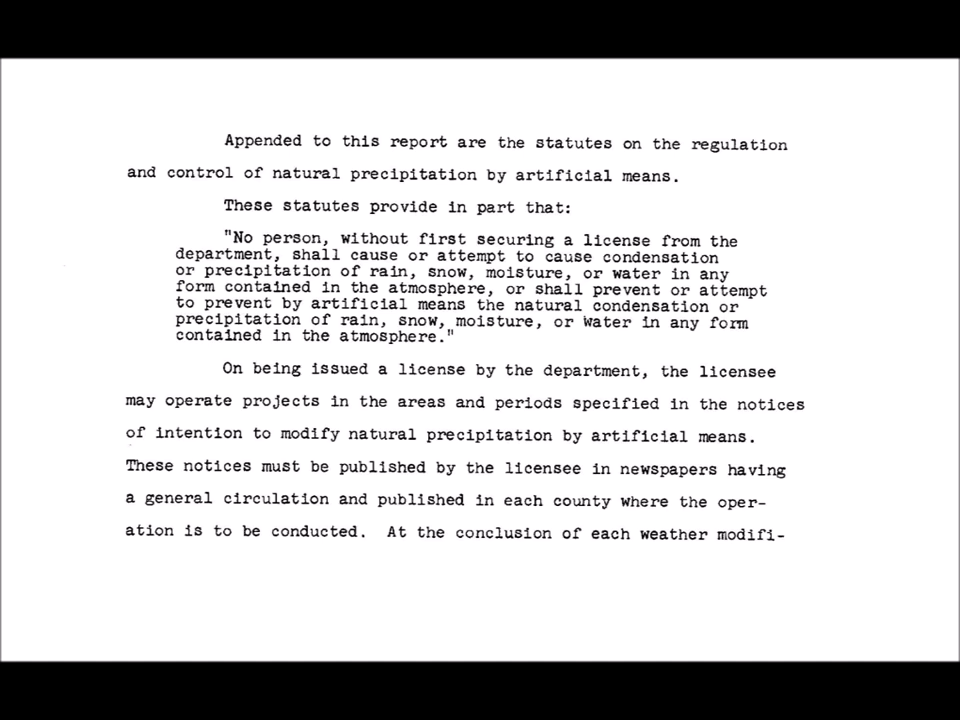 Appended to this report are the statutes on the regulation
and control of natural precipitation by artificial means.
These statutes provide in part that:
"No person, without first securing a license from the
department, shall cause or attempt to cause condensation
or precipitation of rain, snow, moisture, or water in any
form contained in the atmosphere, or shall prevent or attempt
to prevent by artificial means the natural condensation or
precipitation of rain, snow, moisture, or water in any form
contained in the atmosphere."
On being issued a license by the department, the licensee
may operate projects in the areas and periods specified in the notices
of intention to modify natural precipitation by artificial means.
These notices must be published by the licensee in newspapers having
a general circulation and published in each county where the oper-
ation is to be conducted.  At the conclusion of each weather modifi-